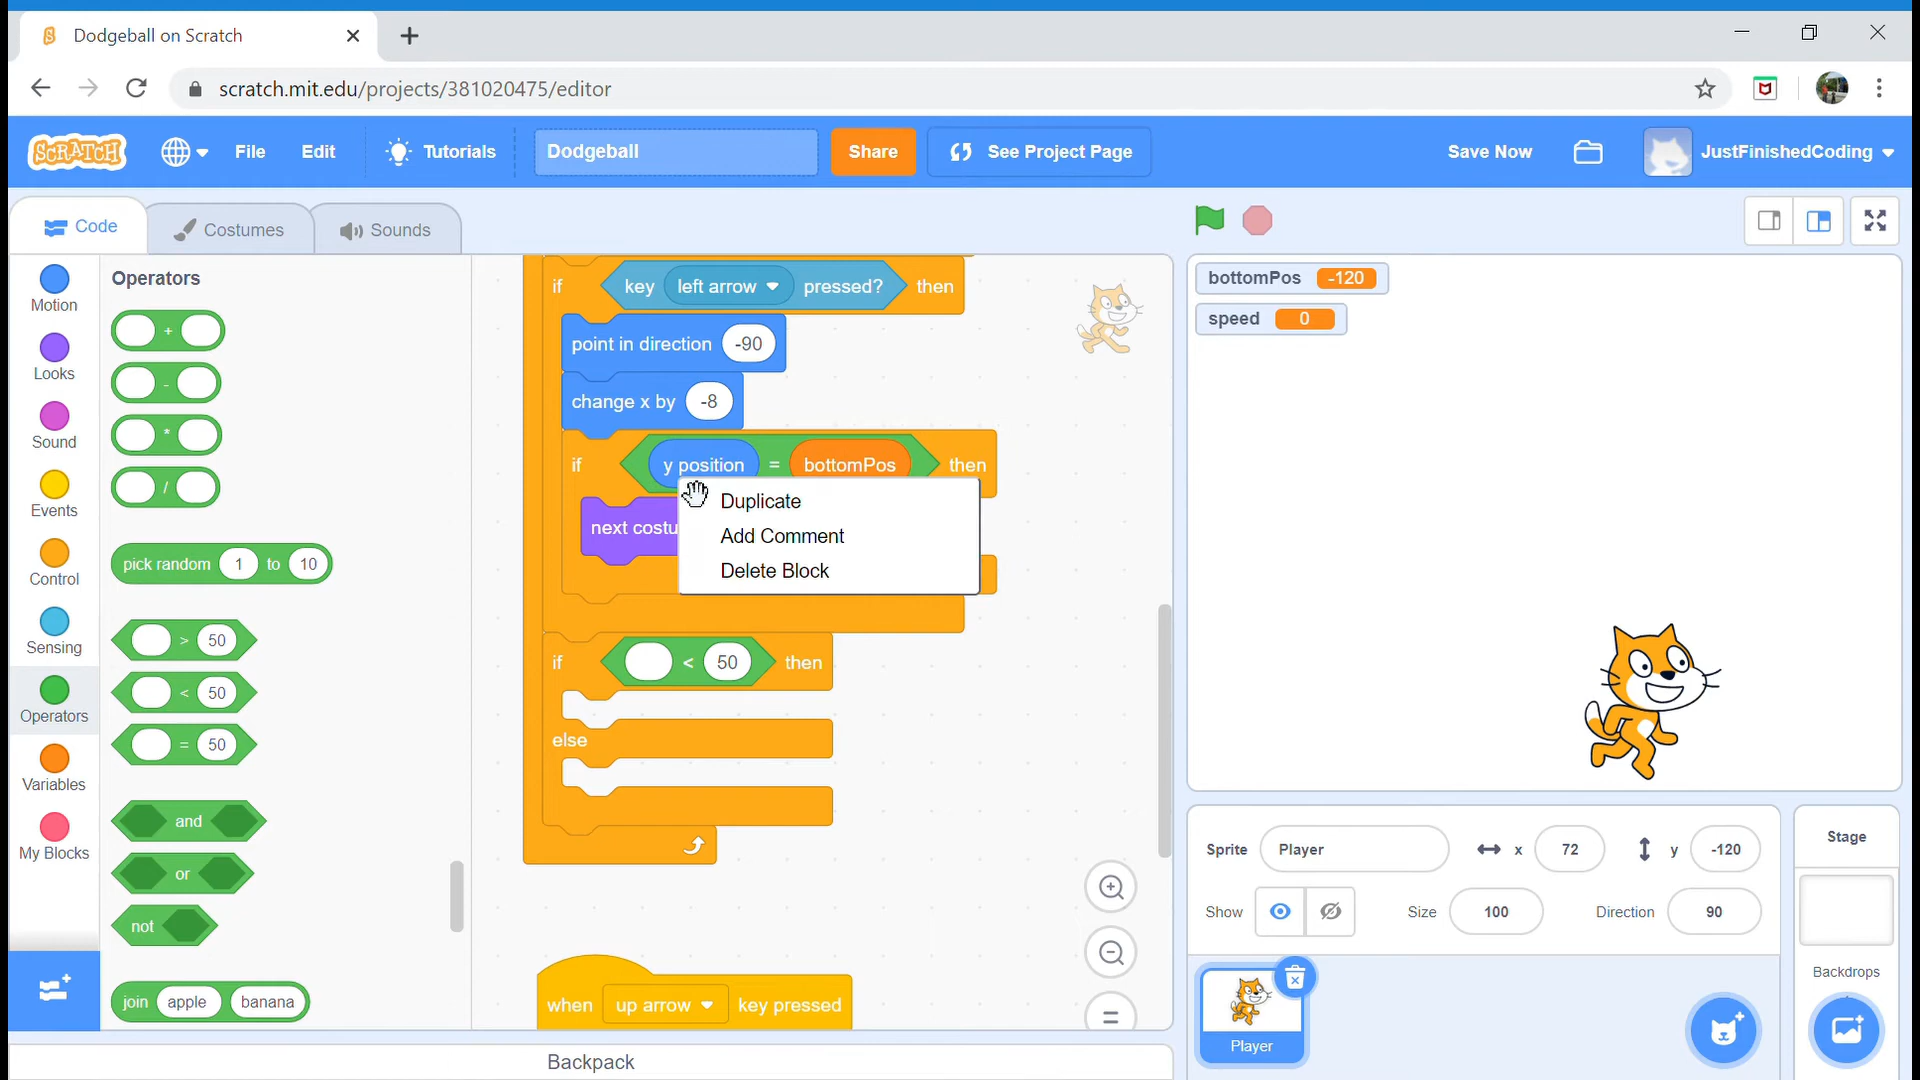 Dodgeball on Scratch
scratch.mit.edu/projects/381020475/editor
SCRATCH
File
Edit
Tutorials
Dodgeball
Share
See Project Page
Save Now
JustFinishedCoding
Code
Costumes
Sounds
Motion
Looks
Sound
Events
Control
Sensing
Operators
Variables
My Blocks
Operators
+
-
*
/
pick random 1 to 10
> 50
< 50
= 50
and
or
not
join apple banana
if key left arrow pressed? then
point in direction -90
change x by -8
if y position = bottomPos then
next costu
Duplicate
Add Comment
Delete Block
if < 50 then
else
when up arrow key pressed
Backpack
bottomPos -120
speed 0
Sprite Player x 72 y -120
Show Size 100 Direction 90
Player
Stage
Backdrops